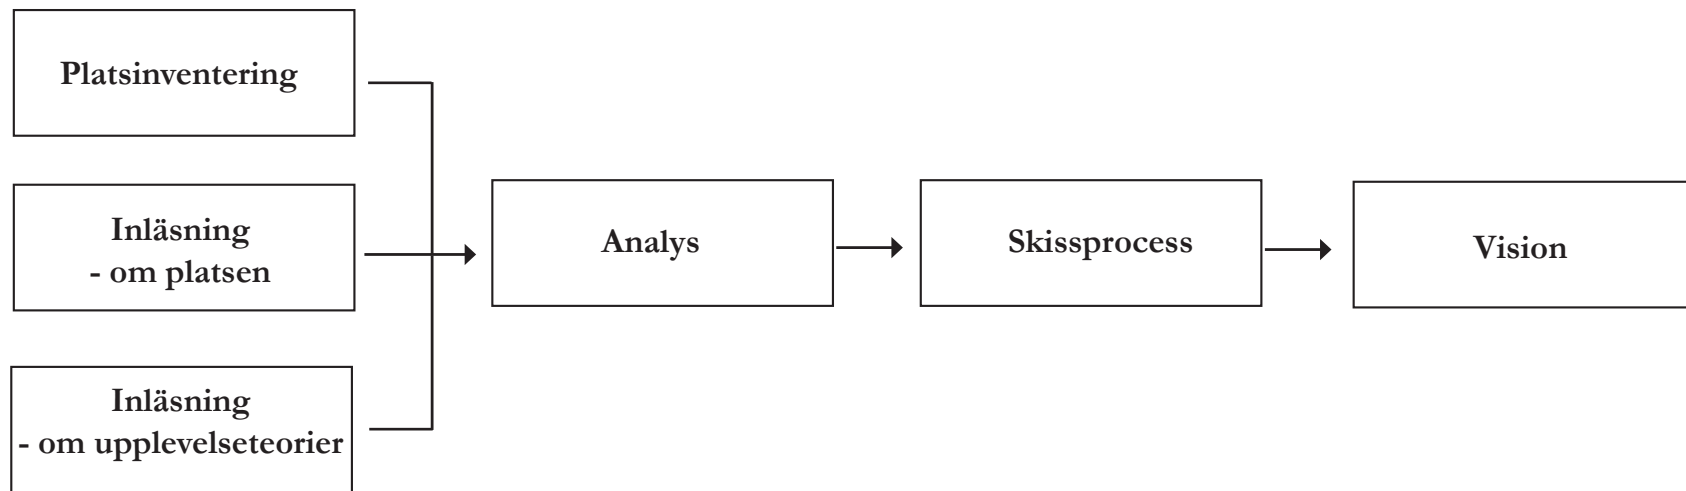 Platsinventering
Inläsning
- om platsen
Inläsning
- om upplevelseteorier
Analys
Skissprocess
Vision